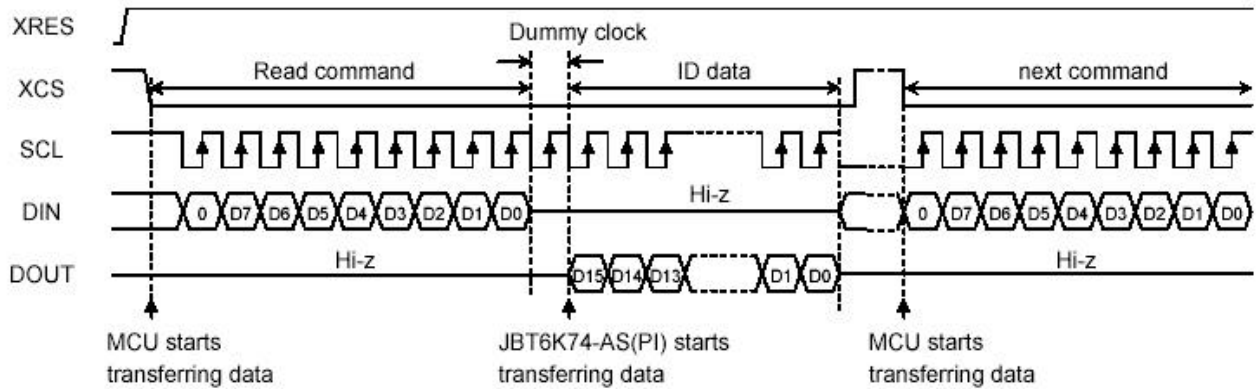 XRES
Dummy clock
Read command
ID data
next command
XCS
SCL
DIN
0 D7 D6 D5 D4 D3 D2 D1 D0
Hi-z
0 D7 D6 D5 D4 D3 D2 D1 D0
DOUT
Hi-z
D15 D14 D13 D1 D0
Hi-z
MCU starts
transferring data
JBT6K74-AS(PI) starts
transferring data
MCU starts
transferring data